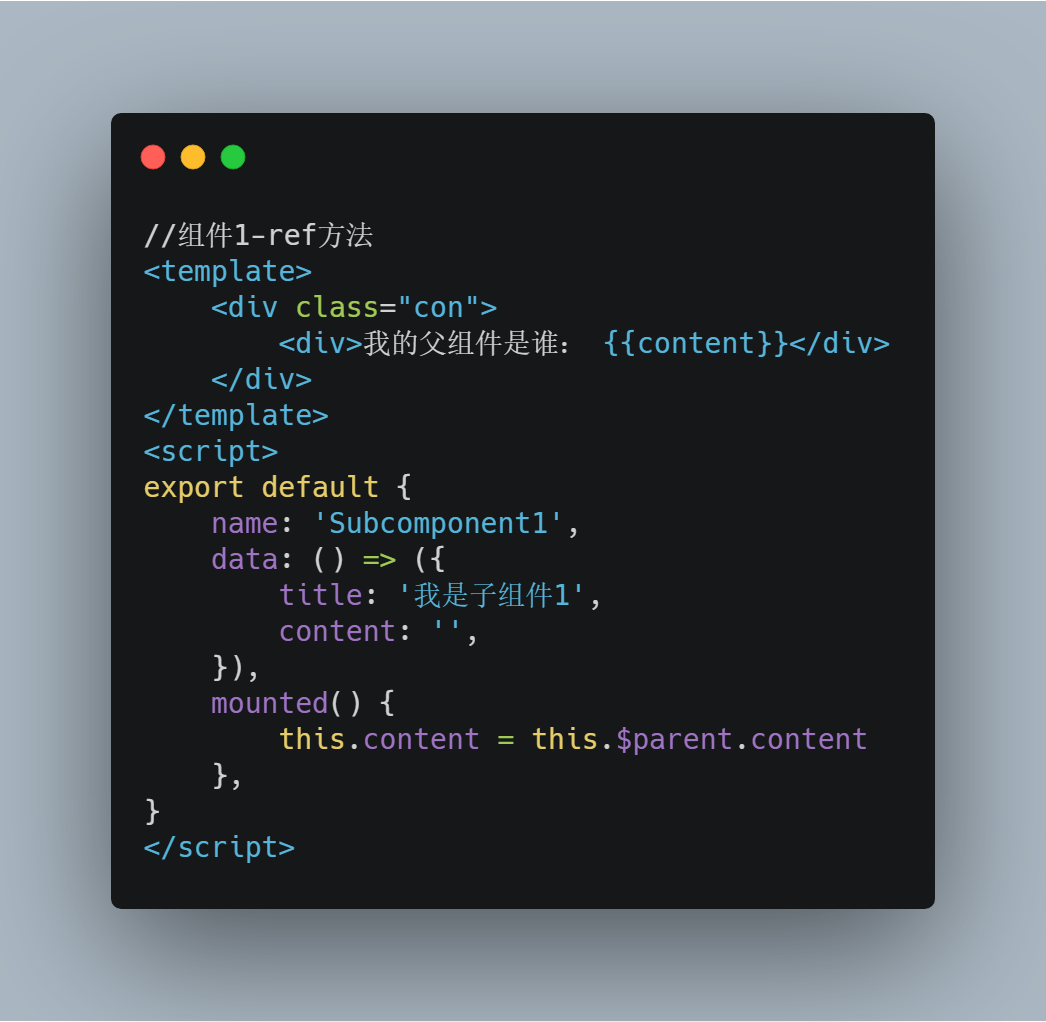 //组件1-ref方法
<template>
    <div class="con">
        <div>我的父组件是谁： {{content}}</div>
    </div>
</template>
<script>
export default {
    name: 'Subcomponent1',
    data: () => ({
        title: '我是子组件1',
        content: '',
    }),
    mounted() {
        this.content = this.$parent.content
    },
}
</script>